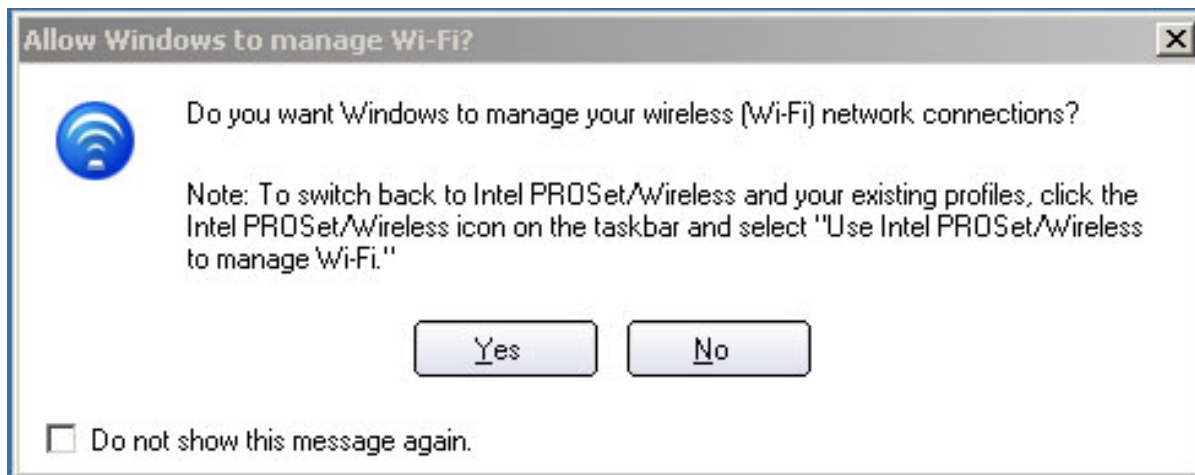 Allow Windows to manage Wi-Fi?
Do you want Windows to manage your wireless (Wi-Fi) network connections?
Note: To switch back to Intel PROSet/Wireless and your existing profiles, click the
Intel PROSet/Wireless icon on the taskbar and select "Use Intel PROSet/Wireless
to manage Wi-Fi."
Yes
No
Do not show this message again.